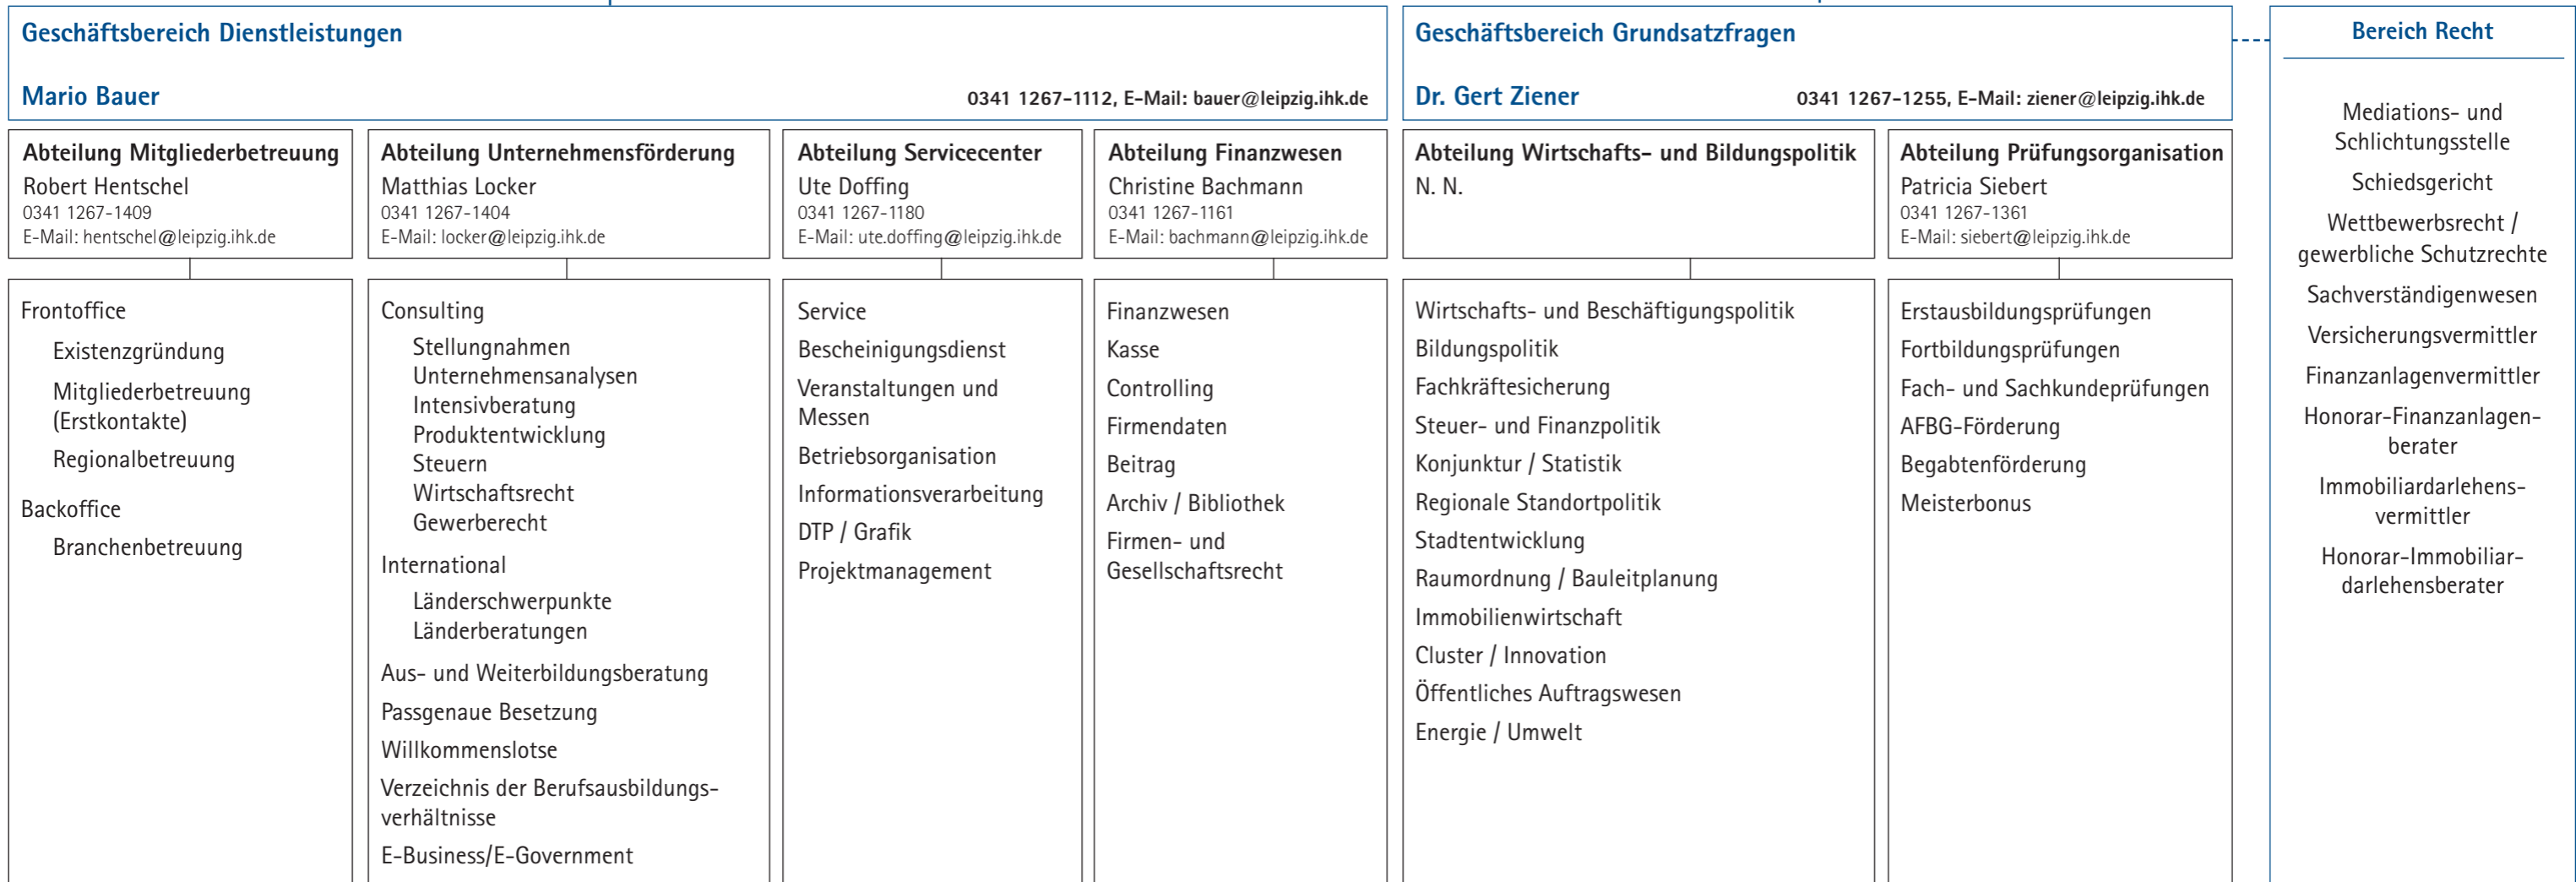 Geschäftsbereich Dienstleistungen
Mario Bauer
0341 1267-1112, E-Mail: bauer@leipzig.ihk.de
Geschäftsbereich Grundsatzfragen
Dr. Gert Ziener
0341 1267-1255, E-Mail: ziener@leipzig.ihk.de
Abteilung Mitgliederbetreuung
Robert Hentschel
0341 1267-1409
E-Mail: hentschel@leipzig.ihk.de
Frontoffice
Existenzgründung
Mitgliederbetreuung
(Erstkontakte)
Regionalbetreuung
Backoffice
Branchenbetreuung
Abteilung Unternehmensförderung
Matthias Locker
0341 1267-1404
E-Mail: locker@leipzig.ihk.de
Consulting
Stellungnahmen
Unternehmensanalysen
Intensivberatung
Produktentwicklung
Steuern
Wirtschaftsrecht
Gewerberecht
International
Länderschwerpunkte
Länderberatungen
Aus- und Weiterbildungsberatung
Passgenaue Besetzung
Willkommenslotse
Verzeichnis der Berufsausbildungs-
verhältnisse
E-Business/E-Government
Abteilung Servicecenter
Ute Doffing
0341 1267-1180
E-Mail: ute.doffing@leipzig.ihk.de
Service
Bescheinigungsdienst
Veranstaltungen und
Messen
Betriebsorganisation
Informationsverarbeitung
DTP / Grafik
Projektmanagement
Abteilung Finanzwesen
Christine Bachmann
0341 1267-1161
E-Mail: bachmann@leipzig.ihk.de
Finanzwesen
Kasse
Controlling
Firmendaten
Beitrag
Archiv / Bibliothek
Firmen- und
Gesellschaftsrecht
Abteilung Wirtschafts- und Bildungspolitik
N. N.
Wirtschafts- und Beschäftigungspolitik
Bildungspolitik
Fachkräftesicherung
Steuer- und Finanzpolitik
Konjunktur / Statistik
Regionale Standortpolitik
Stadtentwicklung
Raumordnung / Bauleitplanung
Immobilienwirtschaft
Cluster / Innovation
Öffentliches Auftragswesen
Energie / Umwelt
Abteilung Prüfungsorganisation
Patricia Siebert
0341 1267-1361
E-Mail: siebert@leipzig.ihk.de
Erstausbildungsprüfungen
Fortbildungsprüfungen
Fach- und Sachkundeprüfungen
AFBG-Förderung
Begabtenförderung
Meisterbonus
Bereich Recht
Mediations- und
Schlichtungsstelle
Schiedsgericht
Wettbewerbsrecht /
gewerbliche Schutzrechte
Sachverständigenwesen
Versicherungsvermittler
Finanzanlagenvermittler
Honorar-Finanzanlagen-
berater
Immobiliardarlehens-
vermittler
Honorar-Immobiliar-
darlehensberater